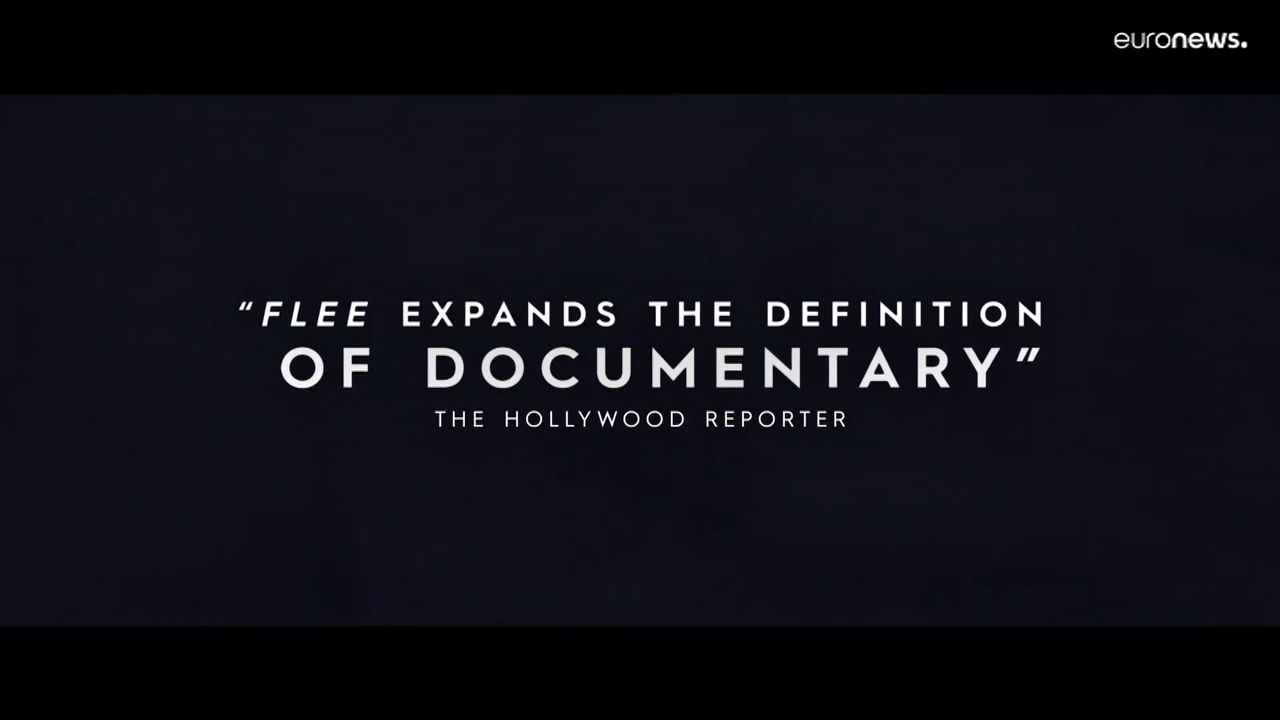 euronews.
“FLEE EXPANDS THE DEFINITION
OF DOCUMENTARY”
THE HOLLYWOOD REPORTER